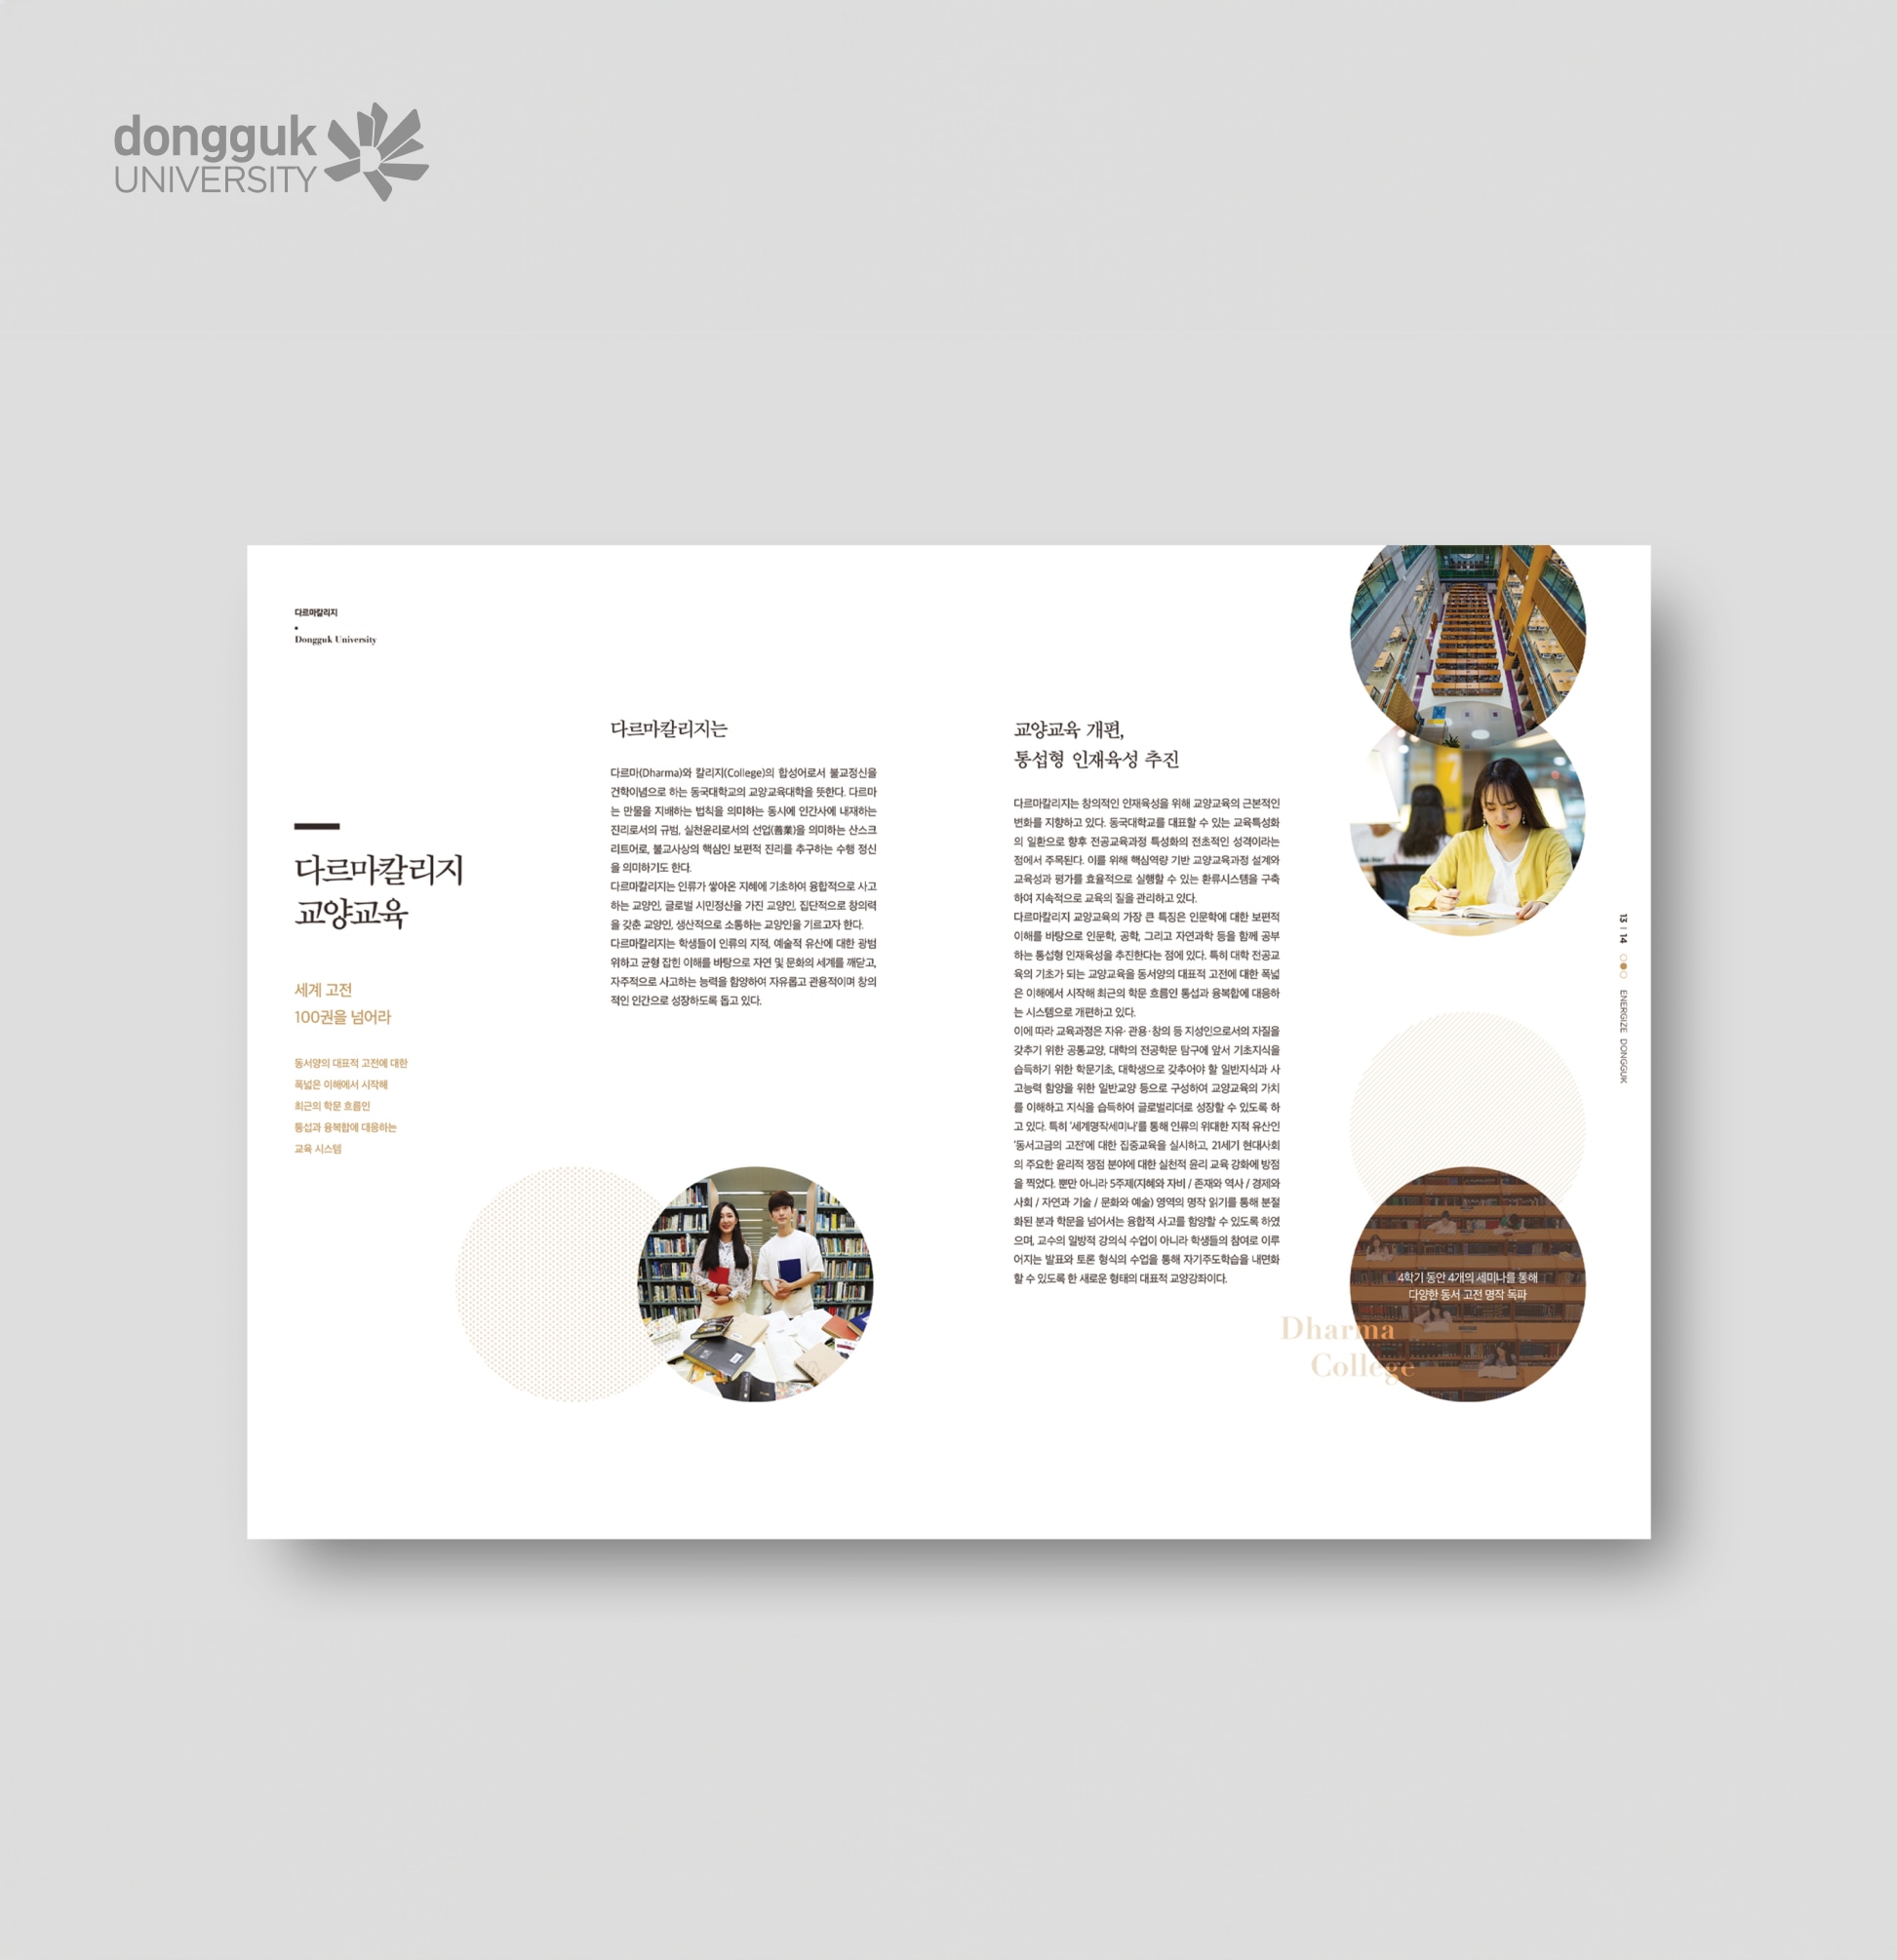 dongguk
UNIVERSITY
다르마칼리지
Dongguk University
다르마칼리지
교양교육
세계 고전
100권을 넘어라
동서양의 대표적 고전에 대한
폭넓은 이해에서 시작해
최근의 학문 흐름인
통섭과 융복합에 대응하는
교육 시스템
다르마칼리지는
다르마(Dharma)와 칼리지(College)의 합성어로서 불교정신을
건학이념으로 하는 동국대학교의 교양교육대학을 뜻한다. 다르마
는 만물을 지배하는 법칙을 의미하는 동시에 인간사에 내재하는
진리로서의 규범, 실천윤리로서의 선업(善業)을 의미하는 산스크
리트어로, 불교사상의 핵심인 보편적 진리를 추구하는 수행 정신
을 의미하기도 한다.
다르마칼리지는 인류가 쌓아온 지혜에 기초하여 융합적으로 사고
하는 교양인, 글로벌 시민정신을 가진 교양인, 집단적으로 창의력
을 갖춘 교양인, 생산적으로 소통하는 교양인을 기르고자 한다.
다르마칼리지는 학생들이 인류의 지적, 예술적 유산에 대한 광범
위하고 균형 잡힌 이해를 바탕으로 자연 및 문화의 세계를 깨닫고,
자주적으로 사고하는 능력을 함양하여 자유롭고 관용적이며 창의
적인 인간으로 성장하도록 돕고 있다.
교양교육 개편,
통섭형 인재육성 추진
다르마칼리지는 창의적인 인재육성을 위해 교양교육의 근본적인
변화를 지향하고 있다. 동국대학교를 대표할 수 있는 교육특성화
의 일환으로 향후 전공교육과정 특성화의 전초적인 성격이라는
점에서 주목된다. 이를 위해 핵심역량 기반 교양교육과정 설계와
교육성과 평가를 효율적으로 실행할 수 있는 환류시스템을 구축
하여 지속적으로 교육의 질을 관리하고 있다.
다르마칼리지 교양교육의 가장 큰 특징은 인문학에 대한 보편적
이해를 바탕으로 인문학, 공학, 그리고 자연과학 등을 함께 공부
하는 통섭형 인재육성을 추진한다는 점에 있다. 특히 대학 전공교
육의 기초가 되는 교양교육을 동서양의 대표적 고전에 대한 폭넓
은 이해에서 시작해 최근의 학문 흐름인 통섭과 융복합에 대응하
는 시스템으로 개편하고 있다.
이에 따라 교육과정은 자유·관용·창의 등 지성인으로서의 자질을
갖추기 위한 공통교양, 대학의 전공학문 탐구에 앞서 기초지식을
습득하기 위한 학문기초, 대학생으로 갖추어야 할 일반지식과 사
고능력 함양을 위한 일반교양 등으로 구성하여 교양교육의 가치
를 이해하고 지식을 습득하여 글로벌리더로 성장할 수 있도록 하
고 있다. 특히 '세계명작세미나'를 통해 인류의 위대한 지적 유산인
'동서고금의 고전'에 대한 집중교육을 실시하고, 21세기 현대사회
의 주요한 윤리적 쟁점 분야에 대한 실천적 윤리 교육 강화에 방점
을 찍었다. 뿐만 아니라 5주제(지혜와 자비 / 존재와 역사 / 경제와
사회 / 자연과 기술 / 문화와 예술) 영역의 명작 읽기를 통해 분절
화된 분과 학문을 넘어서는 융합적 사고를 함양할 수 있도록 하였
으며, 교수의 일방적 강의식 수업이 아니라 학생들의 참여로 이루
어지는 발표와 토론 형식의 수업을 통해 자기주도학습을 내면화
할 수 있도록 한 새로운 형태의 대표적 교양강좌이다.
4학기 동안 4개의 세미나를 통해
다양한 동서 고전 명작 독파
Dharma
College
13 | 14 ENERGIZE DONGGUK